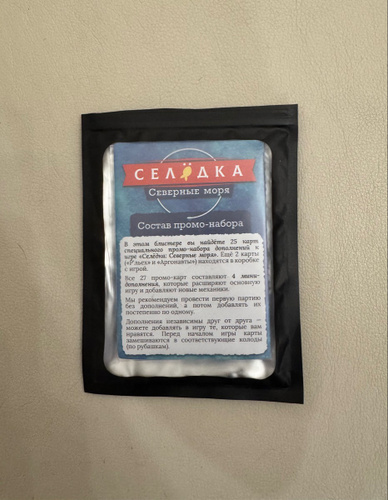 СЕЛЁДКА
Северные моря
Состав промо-набора
В этом блистере вы найдёте 25 карт
специального промо-набора дополнений к
игре «Селёдка: Северные моря». Ещё 2 карты
(«Р'льех» и «Аргонавты») находятся в коробке
с игрой.
Все 27 промо-карт составляют 4 мини-
дополнения, которые расширяют основную
игру и добавляют новые механики.
Мы рекомендуем провести первую партию
без дополнений, а потом добавлять их
постепенно по одному.
Дополнения независимы друг от друга —
можете добавлять в игру те, которые вам
нравятся. Перед началом игры карты
замешиваются в соответствующие колоды
(по рубашкам).